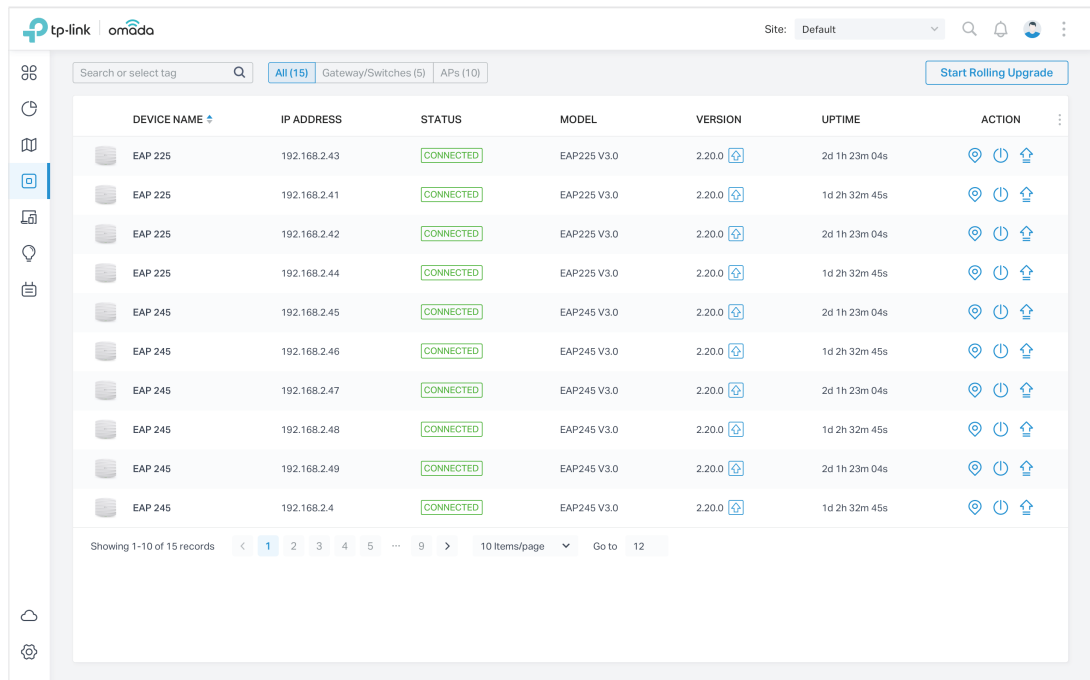 tp-link omada Site: Default
Search or select tag All (15) Gateway/Switches (5) APs (10) Start Rolling Upgrade
DEVICE NAME IP ADDRESS STATUS MODEL VERSION UPTIME ACTION
EAP 225 192.168.2.43 CONNECTED EAP225 V3.0 2.20.0 2d 1h 23m 04s
EAP 225 192.168.2.41 CONNECTED EAP225 V3.0 2.20.0 1d 2h 32m 45s
EAP 225 192.168.2.42 CONNECTED EAP225 V3.0 2.20.0 2d 1h 23m 04s
EAP 225 192.168.2.44 CONNECTED EAP225 V3.0 2.20.0 1d 2h 32m 45s
EAP 245 192.168.2.45 CONNECTED EAP245 V3.0 2.20.0 2d 1h 23m 04s
EAP 245 192.168.2.46 CONNECTED EAP245 V3.0 2.20.0 1d 2h 32m 45s
EAP 245 192.168.2.47 CONNECTED EAP245 V3.0 2.20.0 2d 1h 23m 04s
EAP 245 192.168.2.48 CONNECTED EAP245 V3.0 2.20.0 1d 2h 32m 45s
EAP 245 192.168.2.49 CONNECTED EAP245 V3.0 2.20.0 2d 1h 23m 04s
EAP 245 192.168.2.4 CONNECTED EAP245 V3.0 2.20.0 1d 2h 32m 45s
Showing 1-10 of 15 records < 1 2 3 4 5 ... 9 > 10 Items/page Go to 12